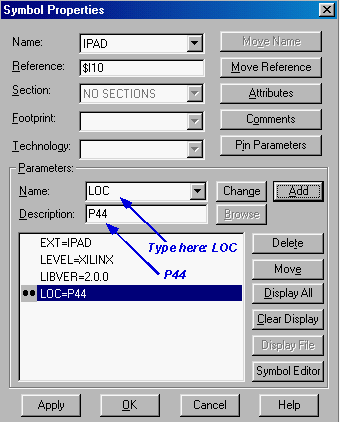 Symbol Properties
Name: IPAD Move Name
Reference: $I10 Move Reference
Section: NO SECTIONS Attributes
Footprint: Comments
Technology: Pin Parameters
Parameters:
Name: LOC Change Add
Description: P44 Browse
Type here: LOC
P44
EXT=IPAD Delete
LEVEL=XILINX Move
LIBVER=2.0.0
LOC=P44 Display All
Clear Display
Display File
Symbol Editor
Apply OK Cancel Help